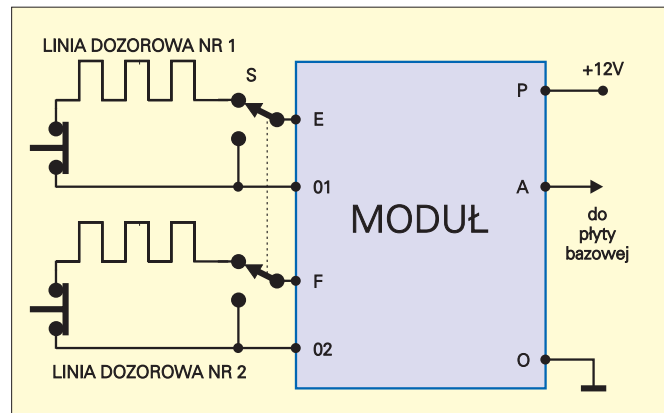 LINIA DOZOROWA NR 1
S
E
01
MODUŁ
P
+12V
A
do
płyty
bazowej
F
02
O
LINIA DOZOROWA NR 2